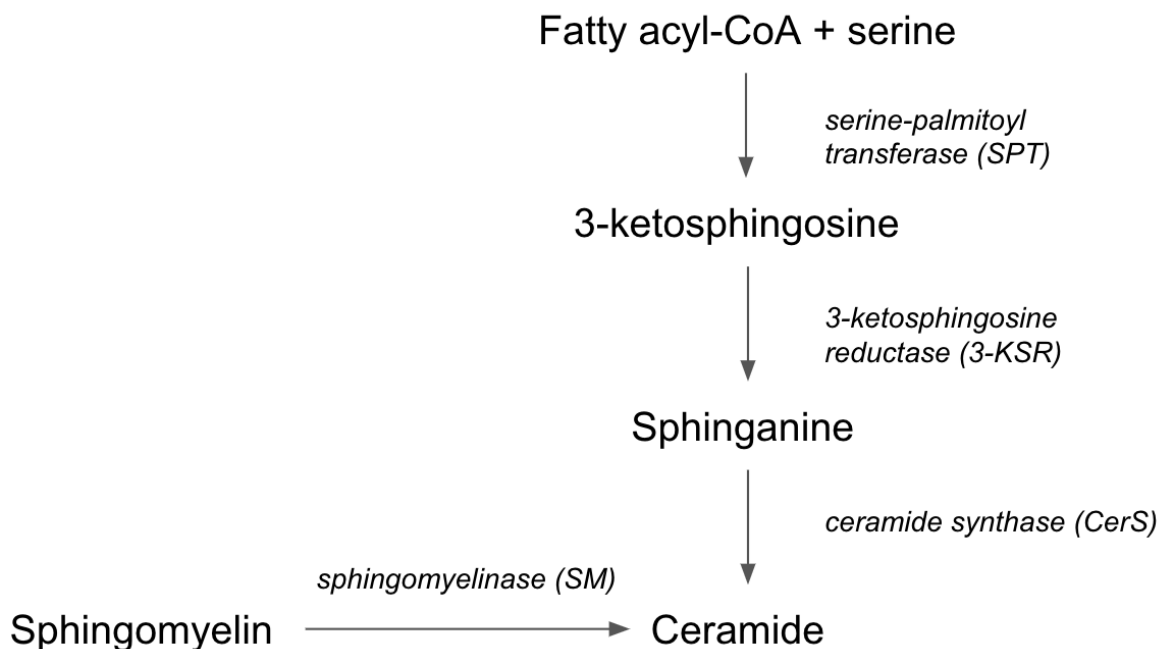 Fatty acyl-CoA + serine
serine-palmitoyl
transferase (SPT)
3-ketosphingosine
3-ketosphingosine
reductase (3-KSR)
Sphinganine
ceramide synthase (CerS)
sphingomyelinase (SM)
Sphingomyelin
Ceramide